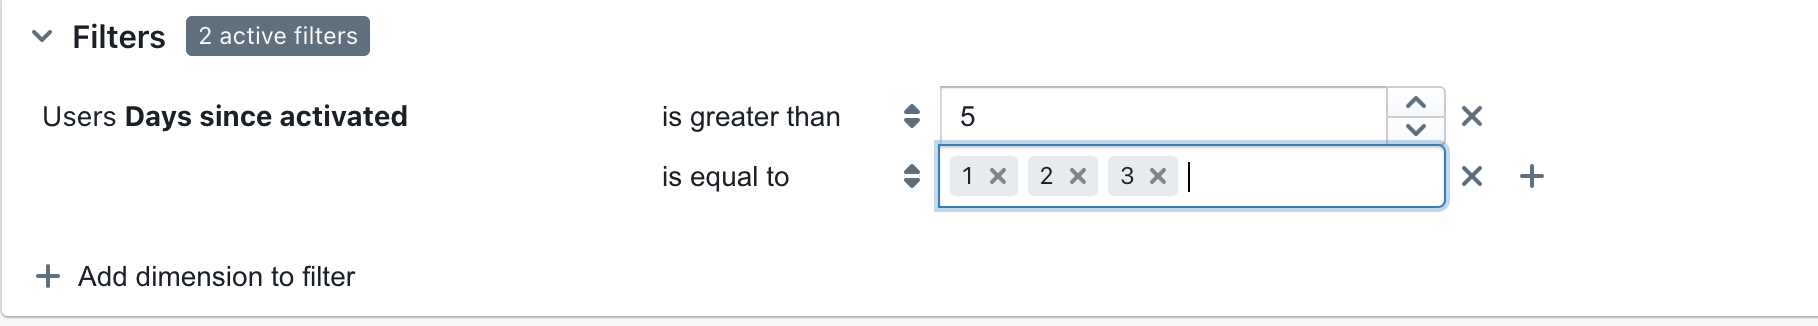 Filters 2 active filters
Users Days since activated is greater than 5
is equal to 1 2 3
Add dimension to filter